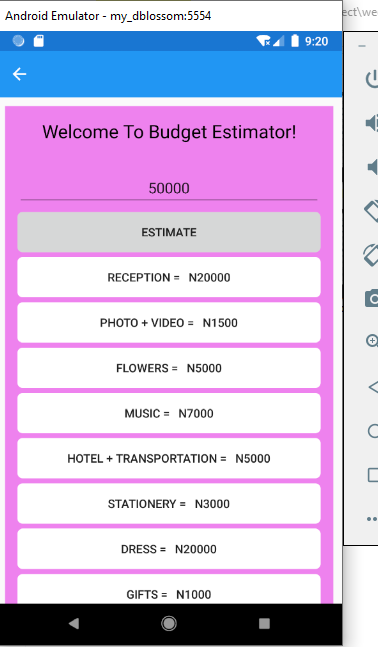 Android Emulator - my_dblossom:5554
ect\we
9:20
Welcome To Budget Estimator!
50000
ESTIMATE
RECEPTION = N20000
PHOTO + VIDEO = N1500
FLOWERS = N5000
MUSIC = N7000
HOTEL + TRANSPORTATION = N5000
STATIONERY = N3000
DRESS = N20000
GIFTS = N1000